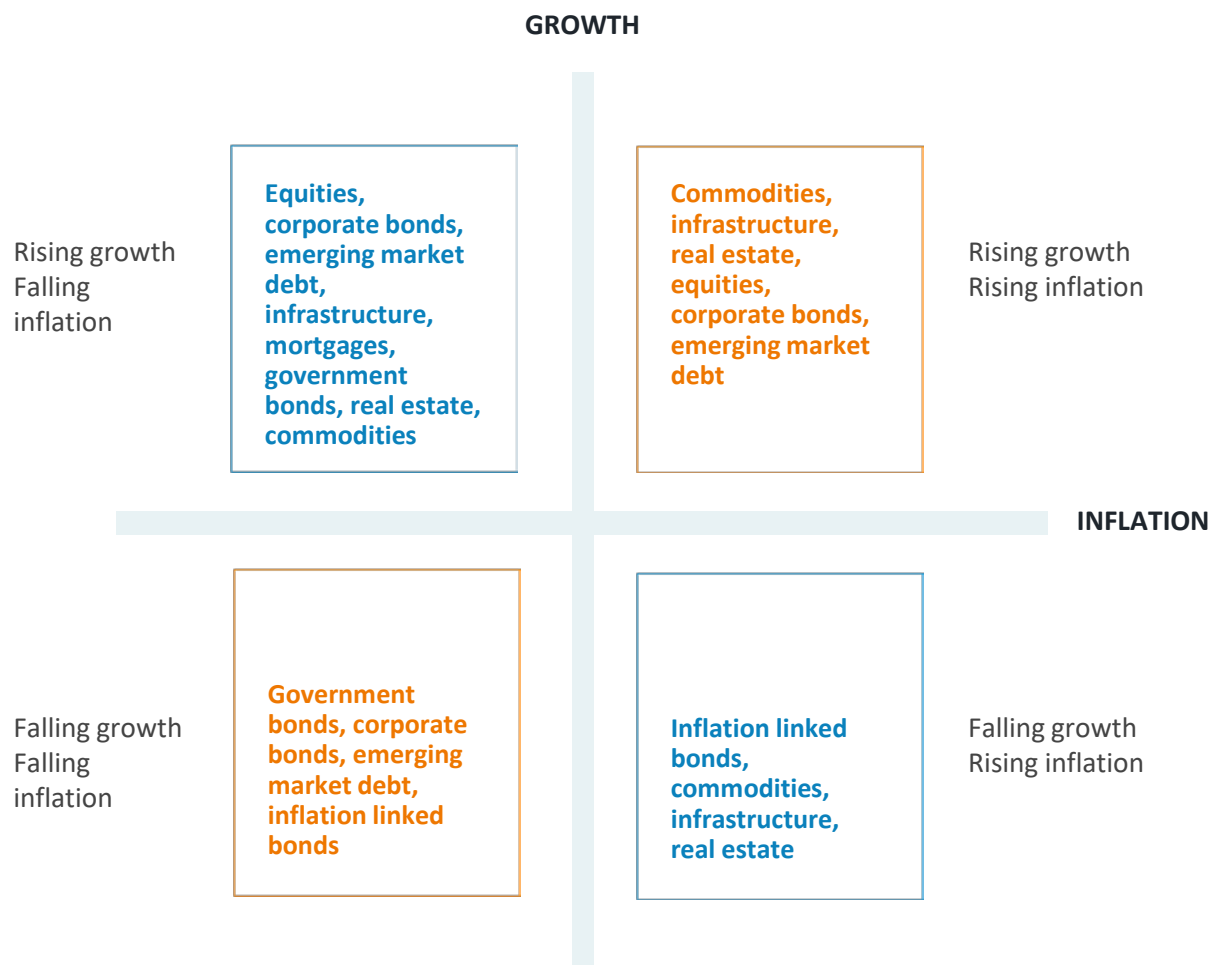 GROWTH
Rising growth
Falling
inflation
Equities,
corporate bonds,
emerging market
debt,
infrastructure,
mortgages,
government
bonds, real estate,
commodities
Commodities,
infrastructure,
real estate,
equities,
corporate bonds,
emerging market
debt
Rising growth
Rising inflation
INFLATION
Falling growth
Falling
inflation
Government
bonds, corporate
bonds, emerging
market debt,
inflation linked
bonds
Inflation linked
bonds,
commodities,
infrastructure,
real estate
Falling growth
Rising inflation